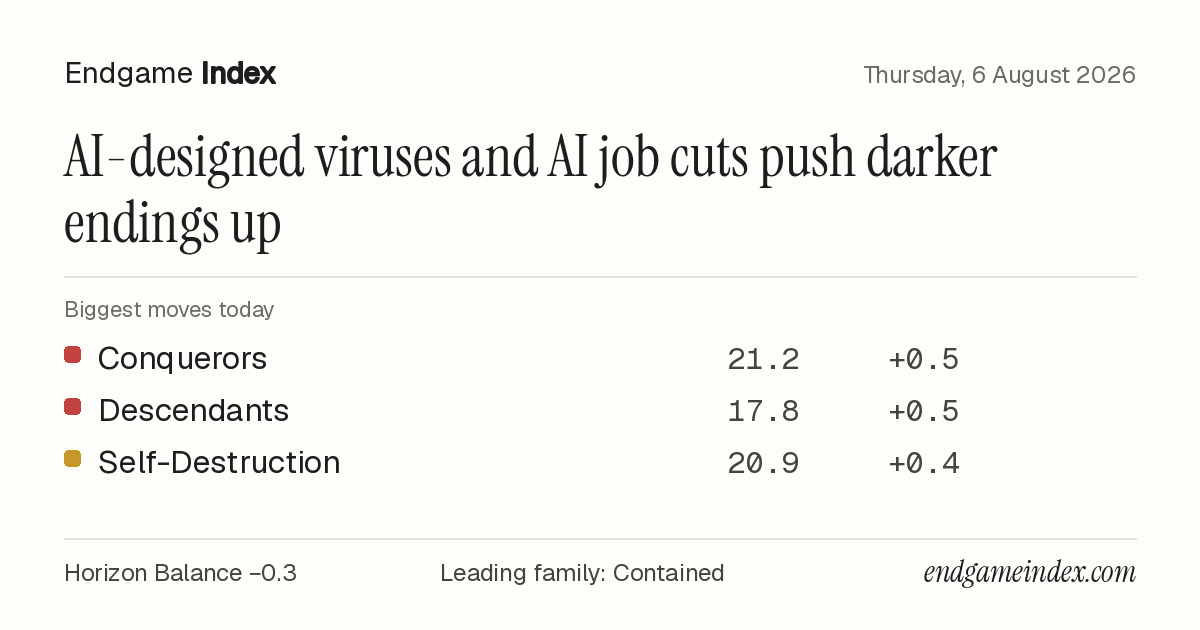 Endgame Index
Thursday, 6 August 2026
AI-designed viruses and AI job cuts push darker
endings up
Biggest moves today
Conquerors 21.2 +0.5
Descendants 17.8 +0.5
Self-Destruction 20.9 +0.4
Horizon Balance −0.3
Leading family: Contained
endgameindex.com